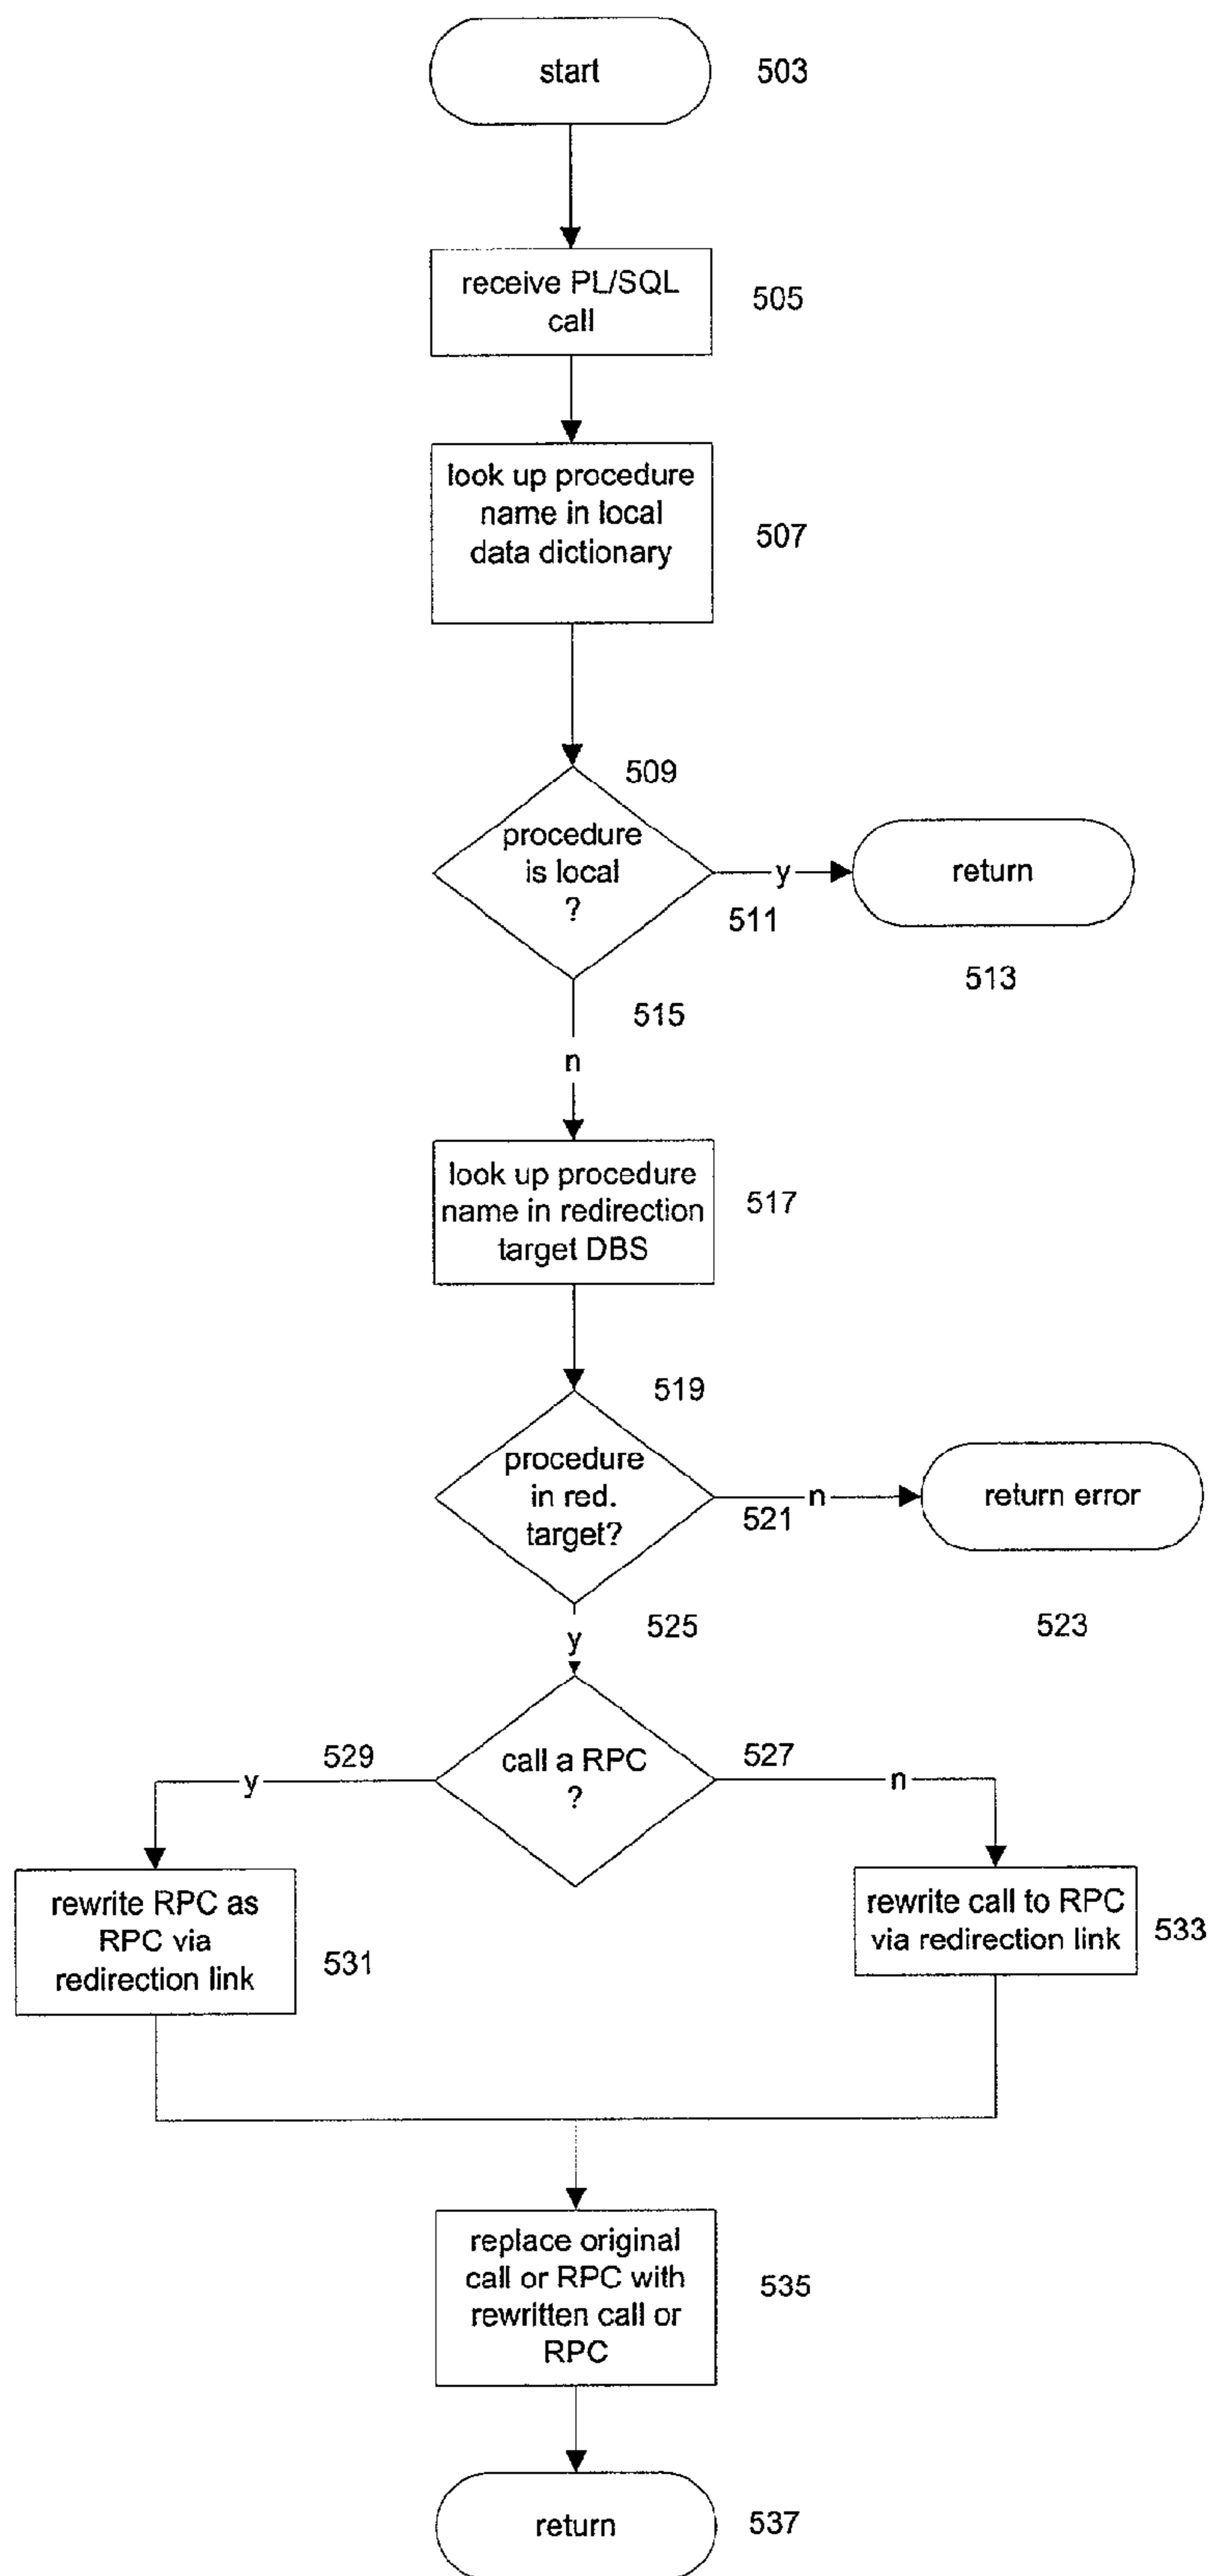 start
503
receive PL/SQL
call
505
look up procedure
name in local
data dictionary
507
509
procedure
is local
?
y
511
return
513
515
n
look up procedure
name in redirection
target DBS
517
519
procedure
in red.
target?
n
521
return error
523
525
y
call a RPC
?
529
y
527
n
rewrite RPC as
RPC via
redirection link
531
rewrite call to RPC
via redirection link
533
replace original
call or RPC with
rewritten call or
RPC
535
return
537